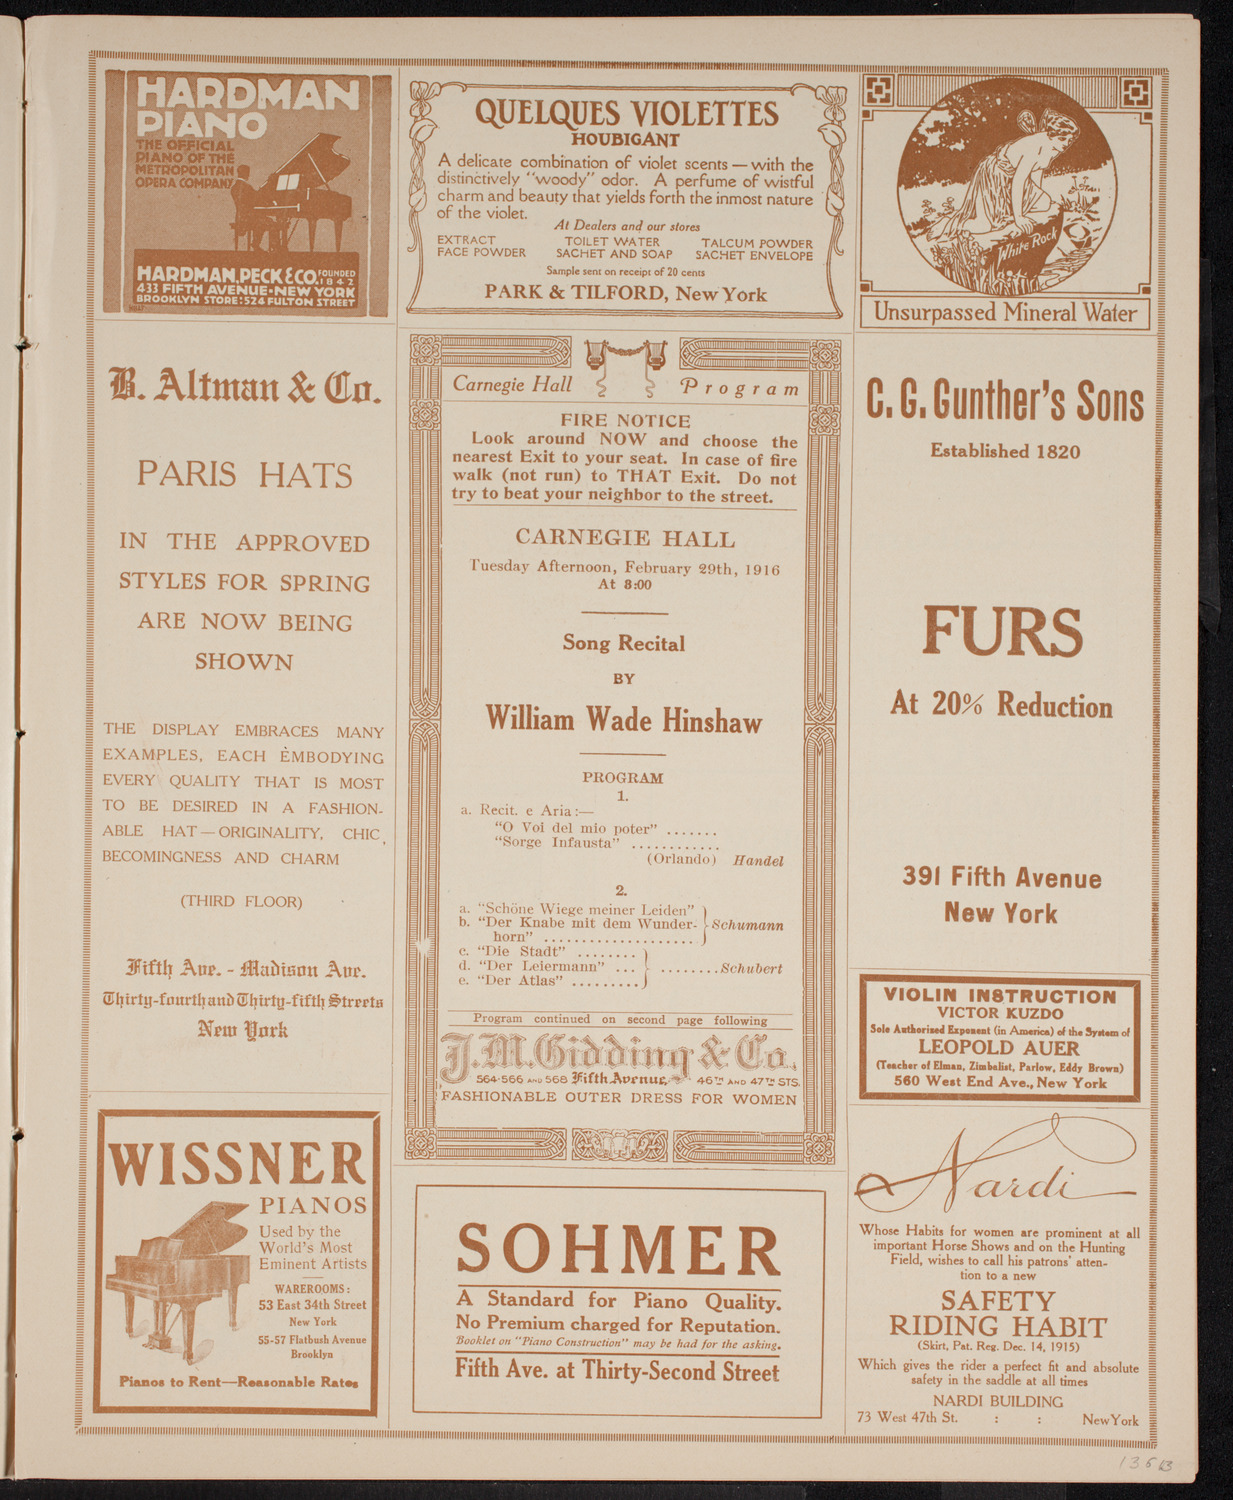 HARDMAN
PIANO
THE OFFICIAL
PIANO OF THE
METROPOLITAN
OPERA COMPANY
HARDMAN, PECK & CO. FOUNDED 1842
433 FIFTH AVENUE · NEW YORK
BROOKLYN STORE: 524 FULTON STREET
QUELQUES VIOLETTES
HOUBIGANT
A delicate combination of violet scents — with the
distinctively "woody" odor. A perfume of wistful
charm and beauty that yields forth the inmost nature
of the violet.
At Dealers and our stores
EXTRACT TOILET WATER TALCUM POWDER
FACE POWDER SACHET AND SOAP SACHET ENVELOPE
Sample sent on receipt of 20 cents
PARK & TILFORD, New York
White Rock
Unsurpassed Mineral Water
B. Altman & Co.
PARIS HATS
IN THE APPROVED
STYLES FOR SPRING
ARE NOW BEING
SHOWN
THE DISPLAY EMBRACES MANY
EXAMPLES, EACH EMBODYING
EVERY QUALITY THAT IS MOST
TO BE DESIRED IN A FASHION-
ABLE HAT — ORIGINALITY, CHIC,
BECOMINGNESS AND CHARM
(THIRD FLOOR)
Fifth Ave. - Madison Ave.
Thirty-fourth and Thirty-fifth Streets
New York
WISSNER
PIANOS
Used by the
World's Most
Eminent Artists
WAREROOMS:
53 East 34th Street
New York
55-57 Flatbush Avenue
Brooklyn
Pianos to Rent—Reasonable Rates
Carnegie Hall Program
FIRE NOTICE
Look around NOW and choose the
nearest Exit to your seat. In case of fire
walk (not run) to THAT Exit. Do not
try to beat your neighbor to the street.
CARNEGIE HALL
Tuesday Afternoon, February 29th, 1916
At 8:00
Song Recital
BY
William Wade Hinshaw
PROGRAM
1.
a. Recit. e Aria:—
"O Voi del mio poter" .......
"Sorge Infausta" ............
(Orlando) Handel
2.
a. "Schöne Wiege meiner Leiden"
b. "Der Knabe mit dem Wunder- Schumann
horn" ....................
c. "Die Stadt" ........
d. "Der Leiermann" ... ........Schubert
e. "Der Atlas" .........
Program continued on second page following
J. M. Gidding & Co.
564-566 AND 568 Fifth Avenue, 46TH AND 47TH STS.
FASHIONABLE OUTER DRESS FOR WOMEN
SOHMER
A Standard for Piano Quality.
No Premium charged for Reputation.
Booklet on "Piano Construction" may be had for the asking.
Fifth Ave. at Thirty-Second Street
C. G. Gunther's Sons
Established 1820
FURS
At 20% Reduction
391 Fifth Avenue
New York
VIOLIN INSTRUCTION
VICTOR KUZDO
Sole Authorized Exponent (in America) of the System of
LEOPOLD AUER
(Teacher of Elman, Zimbalist, Parlow, Eddy Brown)
560 West End Ave., New York
Nardi
Whose Habits for women are prominent at all
important Horse Shows and on the Hunting
Field, wishes to call his patrons' atten-
tion to a new
SAFETY
RIDING HABIT
(Skirt, Pat. Reg. Dec. 14, 1915)
Which gives the rider a perfect fit and absolute
safety in the saddle at all times
NARDI BUILDING
73 West 47th St. : : New York